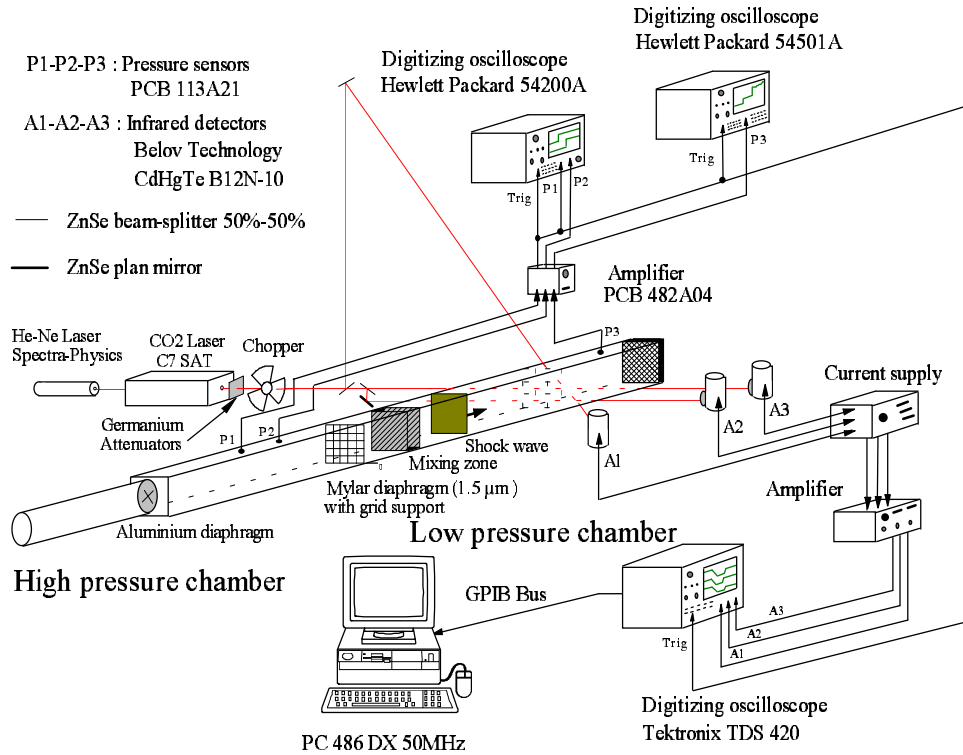 Digitizing oscilloscope
Hewlett Packard 54501A
Digitizing oscilloscope
Hewlett Packard 54200A
P1-P2-P3 : Pressure sensors
PCB 113A21
A1-A2-A3 : Infrared detectors
Belov Technology
CdHgTe B12N-10
ZnSe beam-splitter 50%-50%
ZnSe plan mirror
Trig
P3
Trig
P1
P2
Amplifier
PCB 482A04
He-Ne Laser
Spectra-Physics
CO2 Laser
C7 SAT
Chopper
Germanium
Attenuators
P1
P2
P3
Shock wave
Mixing zone
Mylar diaphragm (1.5 µm)
with grid support
Aluminium diaphragm
Low pressure chamber
High pressure chamber
A1
A2
A3
Current supply
Amplifier
GPIB Bus
Trig
A3
A2
A1
Digitizing oscilloscope
Tektronix TDS 420
PC 486 DX 50MHz